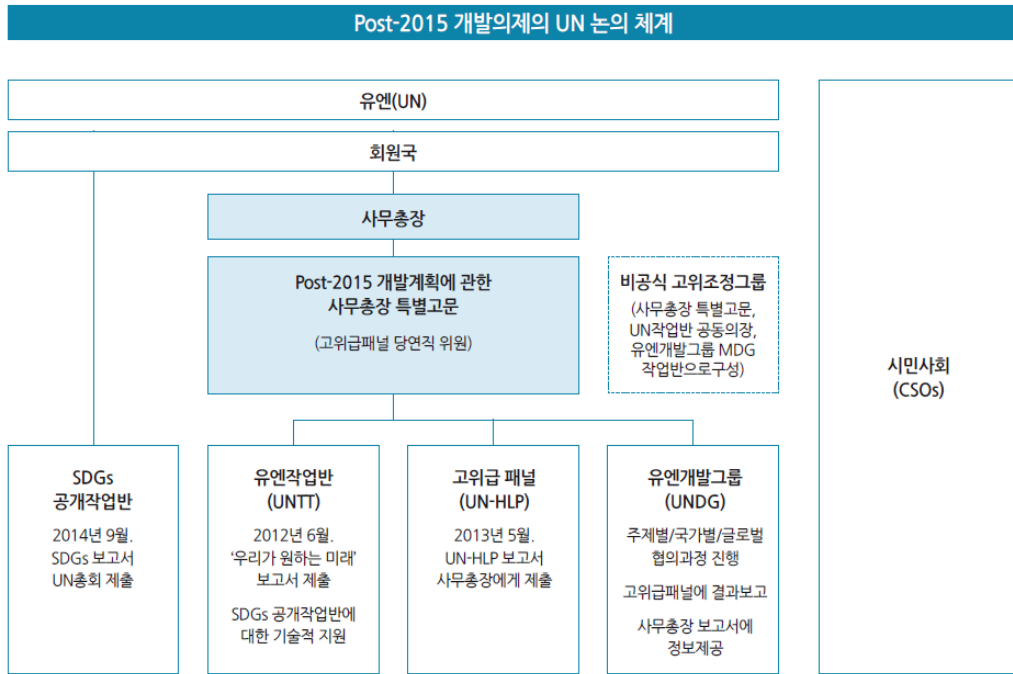 Post-2015 개발의제의 UN 논의 체계
유엔(UN)
회원국
사무총장
Post-2015 개발계획에 관한
사무총장 특별고문
(고위급패널 당연직 위원)
비공식 고위조정그룹
(사무총장 특별고문,
UN작업반 공동의장,
유엔개발그룹 MDG
작업반으로구성)
시민사회
(CSOs)
SDGs
공개작업반
2014년 9월.
SDGs 보고서
UN총회 제출
유엔작업반
(UNTT)
2012년 6월.
‘우리가 원하는 미래’
보고서 제출
SDGs 공개작업반에
대한 기술적 지원
고위급 패널
(UN-HLP)
2013년 5월.
UN-HLP 보고서
사무총장에게 제출
유엔개발그룹
(UNDG)
주제별/국가별/글로벌
협의과정 진행
고위급패널에 결과보고
사무총장 보고서에
정보제공